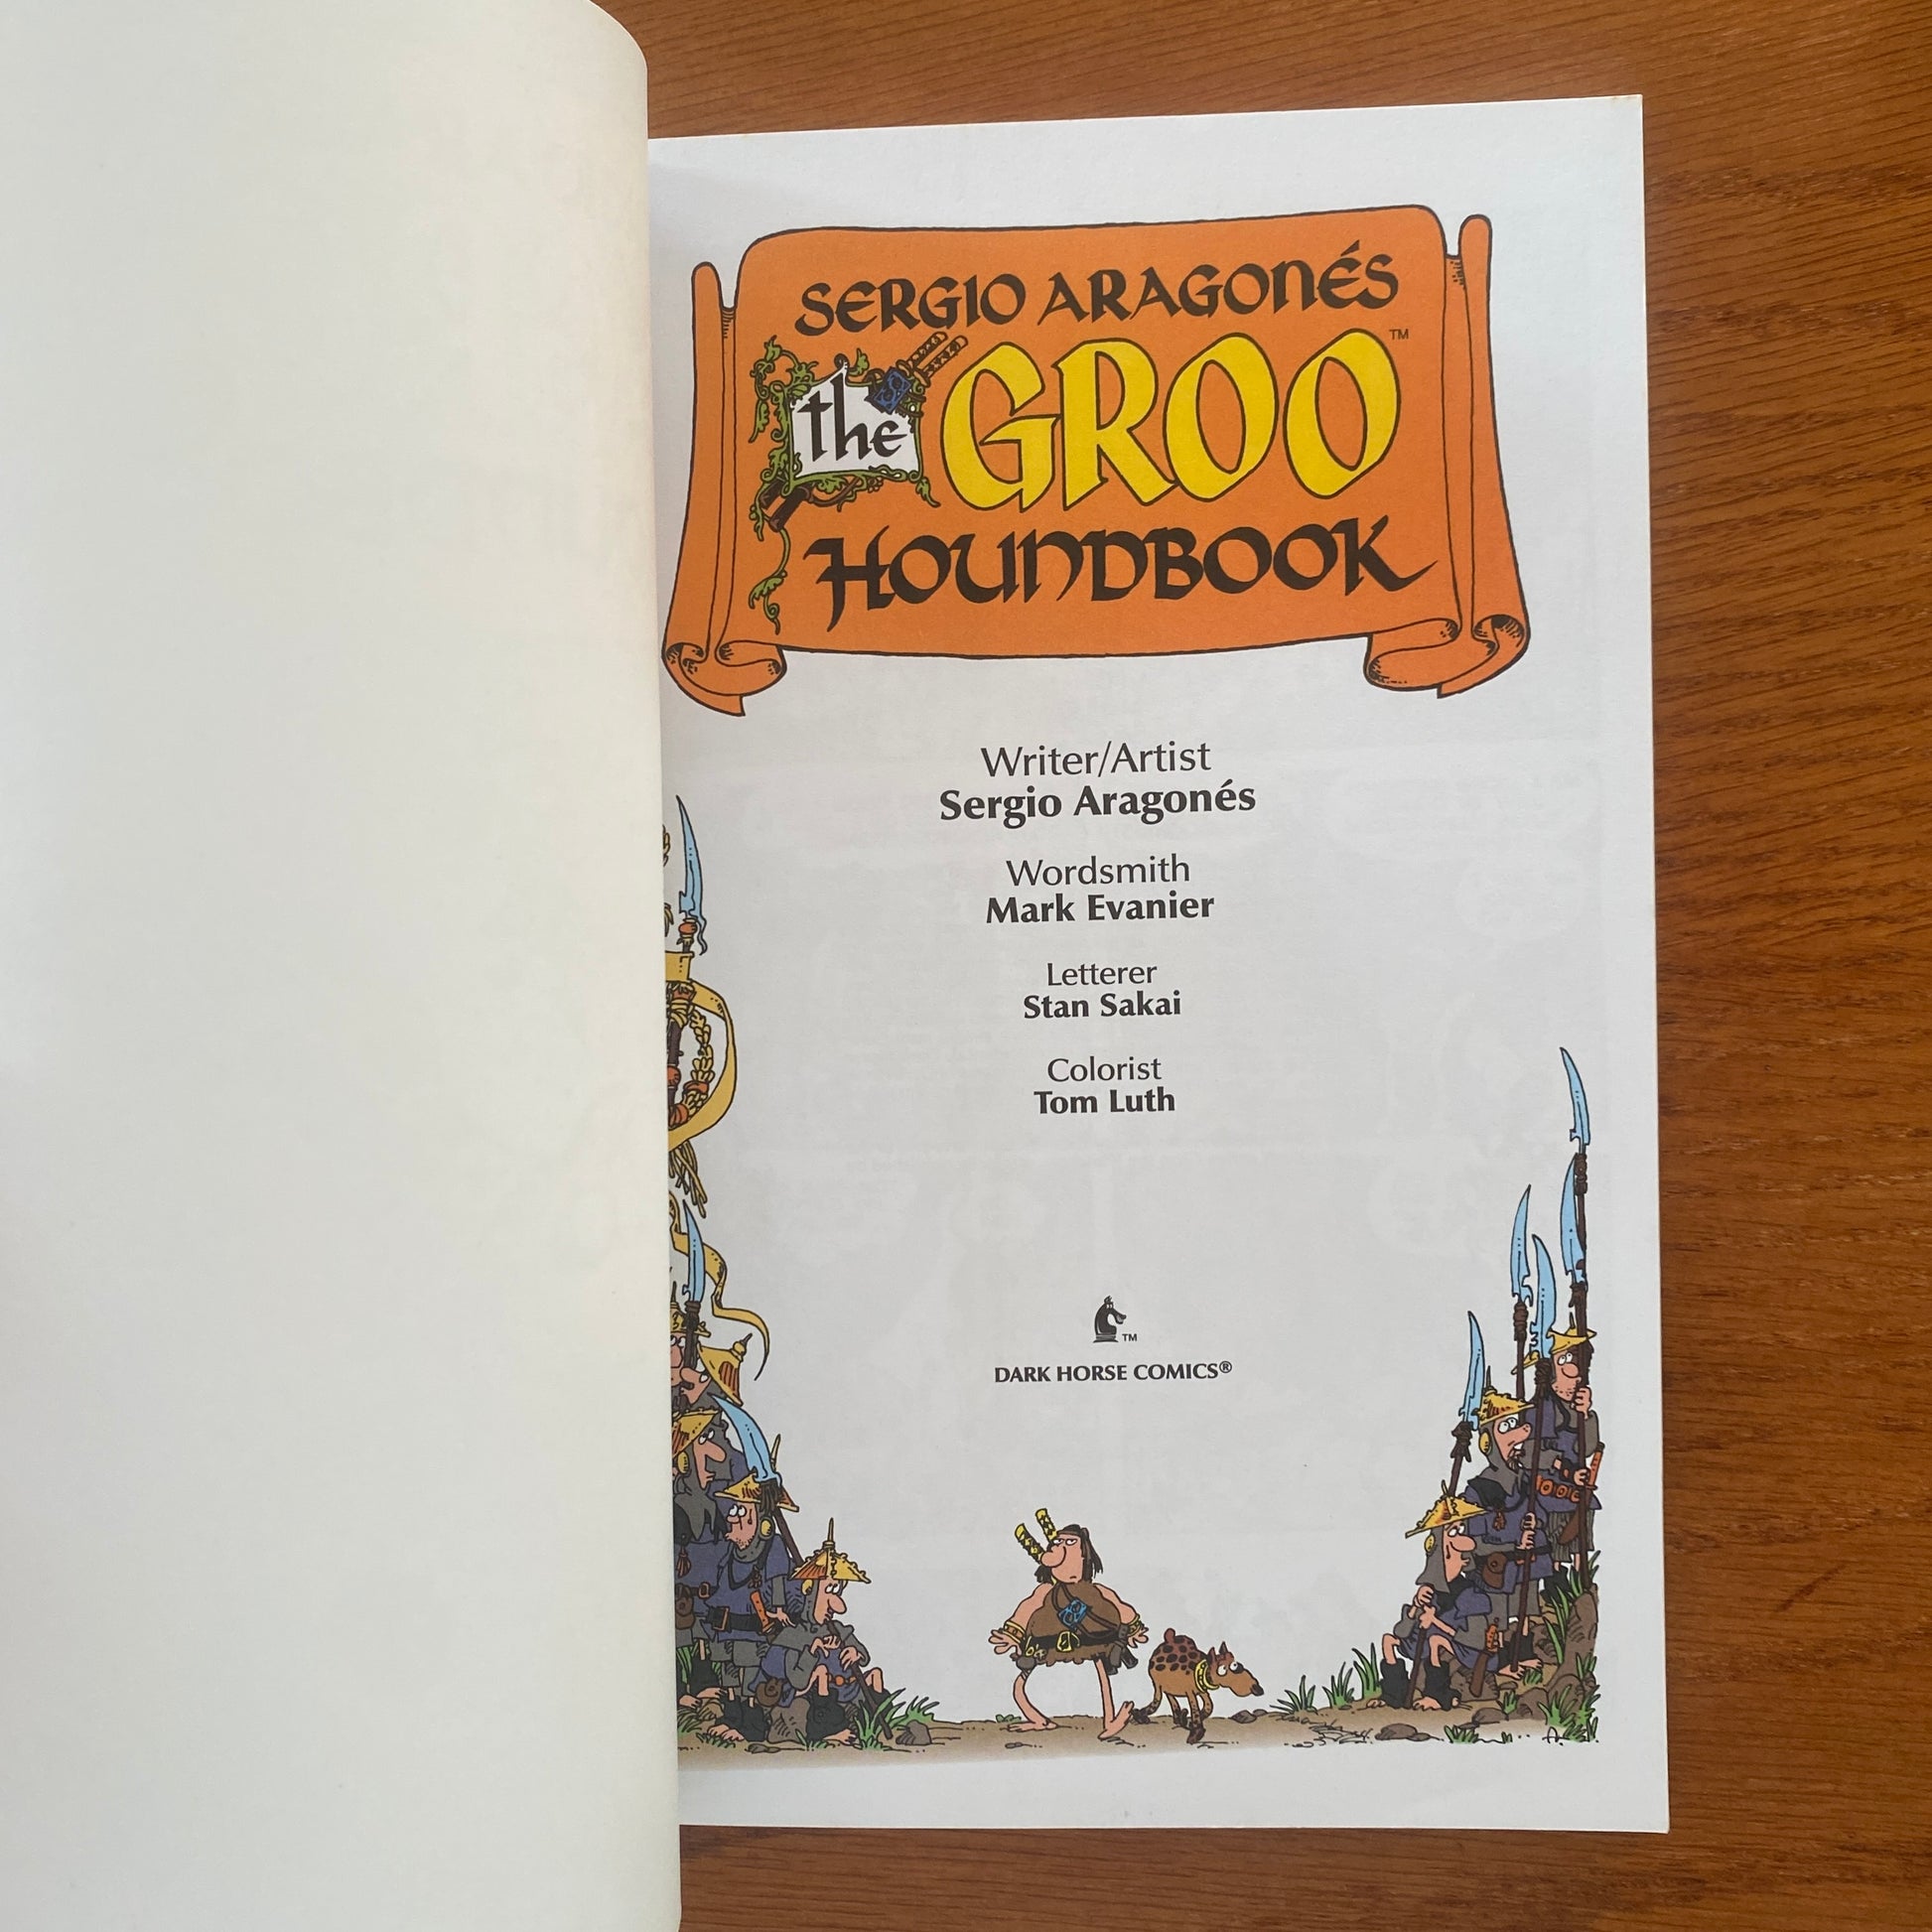 SERGIO ARAGONÉS
the GROO™
HOUNDBOOK
Writer/Artist
Sergio Aragonés
Wordsmith
Mark Evanier
Letterer
Stan Sakai
Colorist
Tom Luth
TM
DARK HORSE COMICS®